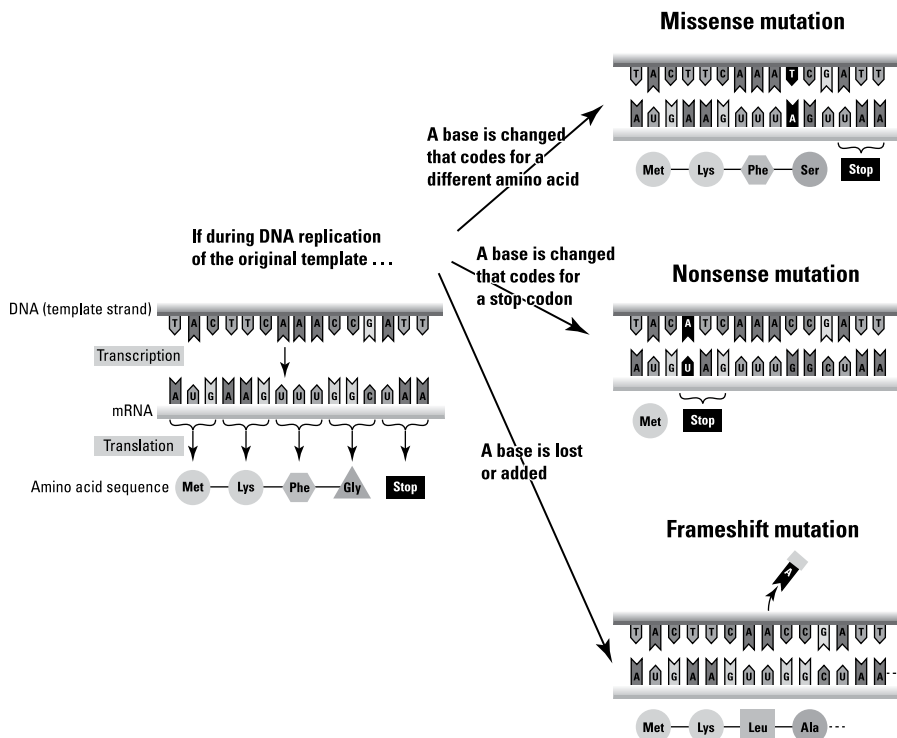 Missense mutation
T A C T T C A A A T C G A T T
A U G A A G U U U A G U U A A
Met Lys Phe Ser Stop
A base is changed
that codes for a
different amino acid
If during DNA replication
of the original template . . .
A base is changed
that codes for
a stop codon
Nonsense mutation
T A C A T C A A A C C G A T T
A U G U A G U U U G G C U A A
Met Stop
DNA (template strand)
T A C T T C A A A C C G A T T
Transcription
A U G A A G U U U G G C U A A
mRNA
Translation
Amino acid sequence Met Lys Phe Gly Stop
A base is lost
or added
Frameshift mutation
A
T A C T T C A A C C G A T T
A U G A A G U U G G C U A A
Met Lys Leu Ala